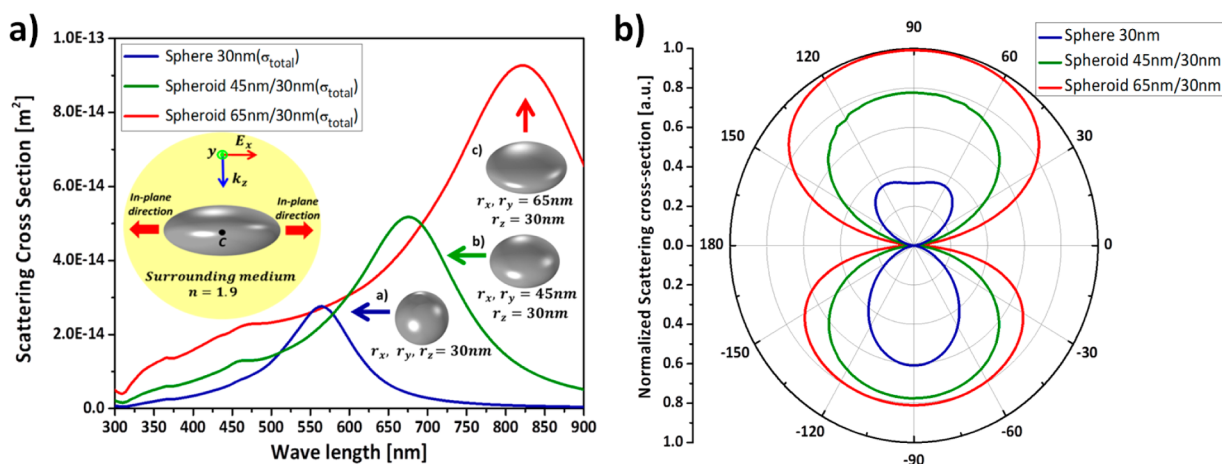 a)
Scattering Cross Section [m²]
1.0E-13
8.0E-14
6.0E-14
4.0E-14
2.0E-14
0.0
300 350 400 450 500 550 600 650 700 750 800 850 900
Wave length [nm]
Sphere 30nm(σtotal)
Spheroid 45nm/30nm(σtotal)
Spheroid 65nm/30nm(σtotal)
y
Ex
kz
In-plane
direction
In-plane
direction
C
Surrounding medium
n = 1.9
c)
rx, ry = 65nm
rz = 30nm
b)
rx, ry = 45nm
rz = 30nm
a)
rx, ry, rz = 30nm
b)
Normalized Scattering cross-section [a.u.]
1.0
0.8
0.6
0.4
0.2
0.0
0.2
0.4
0.6
0.8
1.0
Sphere 30nm
Spheroid 45nm/30nm
Spheroid 65nm/30nm
90
120
60
150
30
180
0
-150
-30
-120
-60
-90